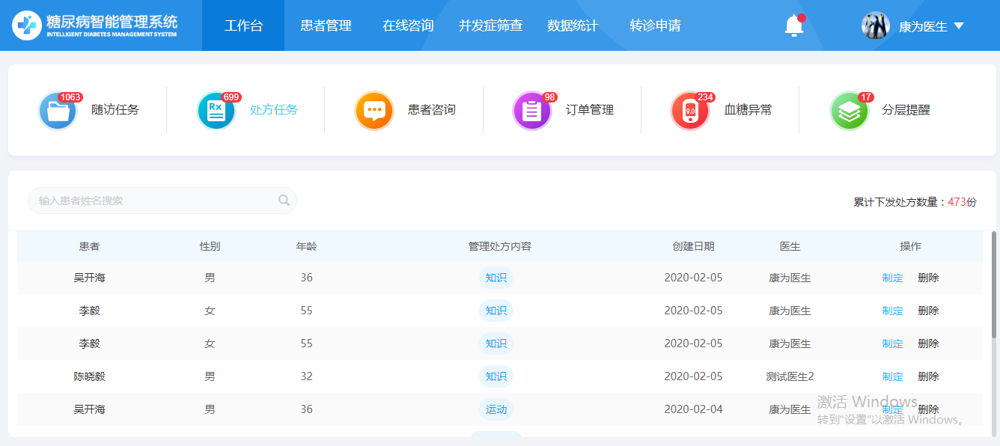 糖尿病智能管理系统
INTELLIGENT DIABETES MANAGEMENT SYSTEM
工作台 患者管理 在线咨询 并发症筛查 数据统计 转诊申请 康为医生
1063 随访任务 699 处方任务 患者咨询 98 订单管理 234 血糖异常 17 分层提醒
Rx 9.0
输入患者姓名搜索 累计下发处方数量：473份
患者 性别 年龄 管理处方内容 创建日期 医生 操作
吴开海 男 36 知识 2020-02-05 康为医生 制定 删除
李毅 女 55 知识 2020-02-05 康为医生 制定 删除
李毅 女 55 知识 2020-02-05 康为医生 制定 删除
陈晓毅 男 32 知识 2020-02-05 测试医生2 制定 删除
吴开海 男 36 运动 2020-02-04 康为医生 制定 删除
激活 Windows
转到"设置"以激活 Windows。